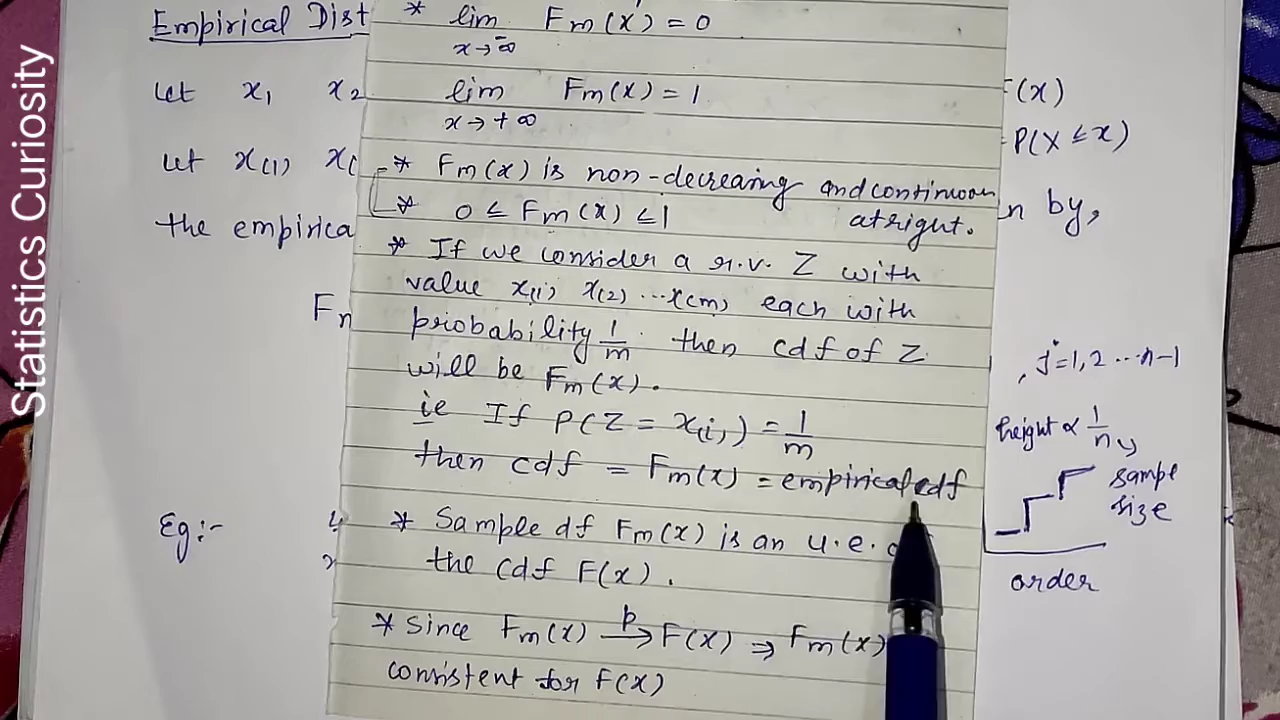 Statistics Curiosity
Empirical Dist
Let x₁ x₂
Let x(1) x(
the empirica
Fn
Eg:-
* lim Fm(x) = 0
x→-∞
lim Fm(x) = 1
x→+∞
* Fm(x) is non-decreaing and continuous at right.
* 0 ≤ Fm(x) ≤ 1
* If we consider a r.v. Z with
value x(1), x(2) ... x(m) each with
probability 1/m. then cdf of Z
will be Fm(x).
ie If P(Z = x(i)) = 1/m
then cdf = Fm(x) = empirical cdf
* Sample df Fm(x) is an u.e.
the cdf F(x).
* Since Fm(x) →p F(x) ⇒ Fm(x)
consistent for F(x)
F(x)
= P(X ≤ x)
n by,
, j=1,2 ... n-1
height ∝ 1/n
sample
size
order